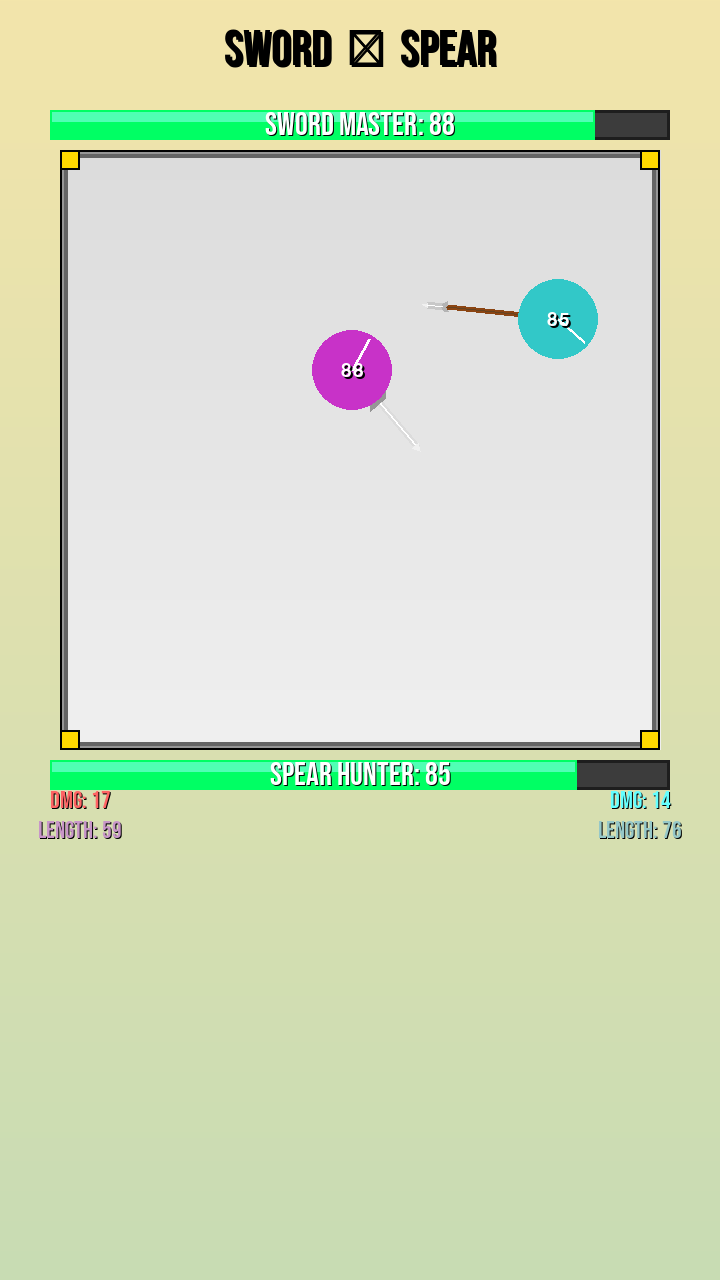 SWORD ⚔ SPEAR
SWORD MASTER: 88
85
88
SPEAR HUNTER: 85
DMG: 17
DMG: 14
LENGTH: 59
LENGTH: 76